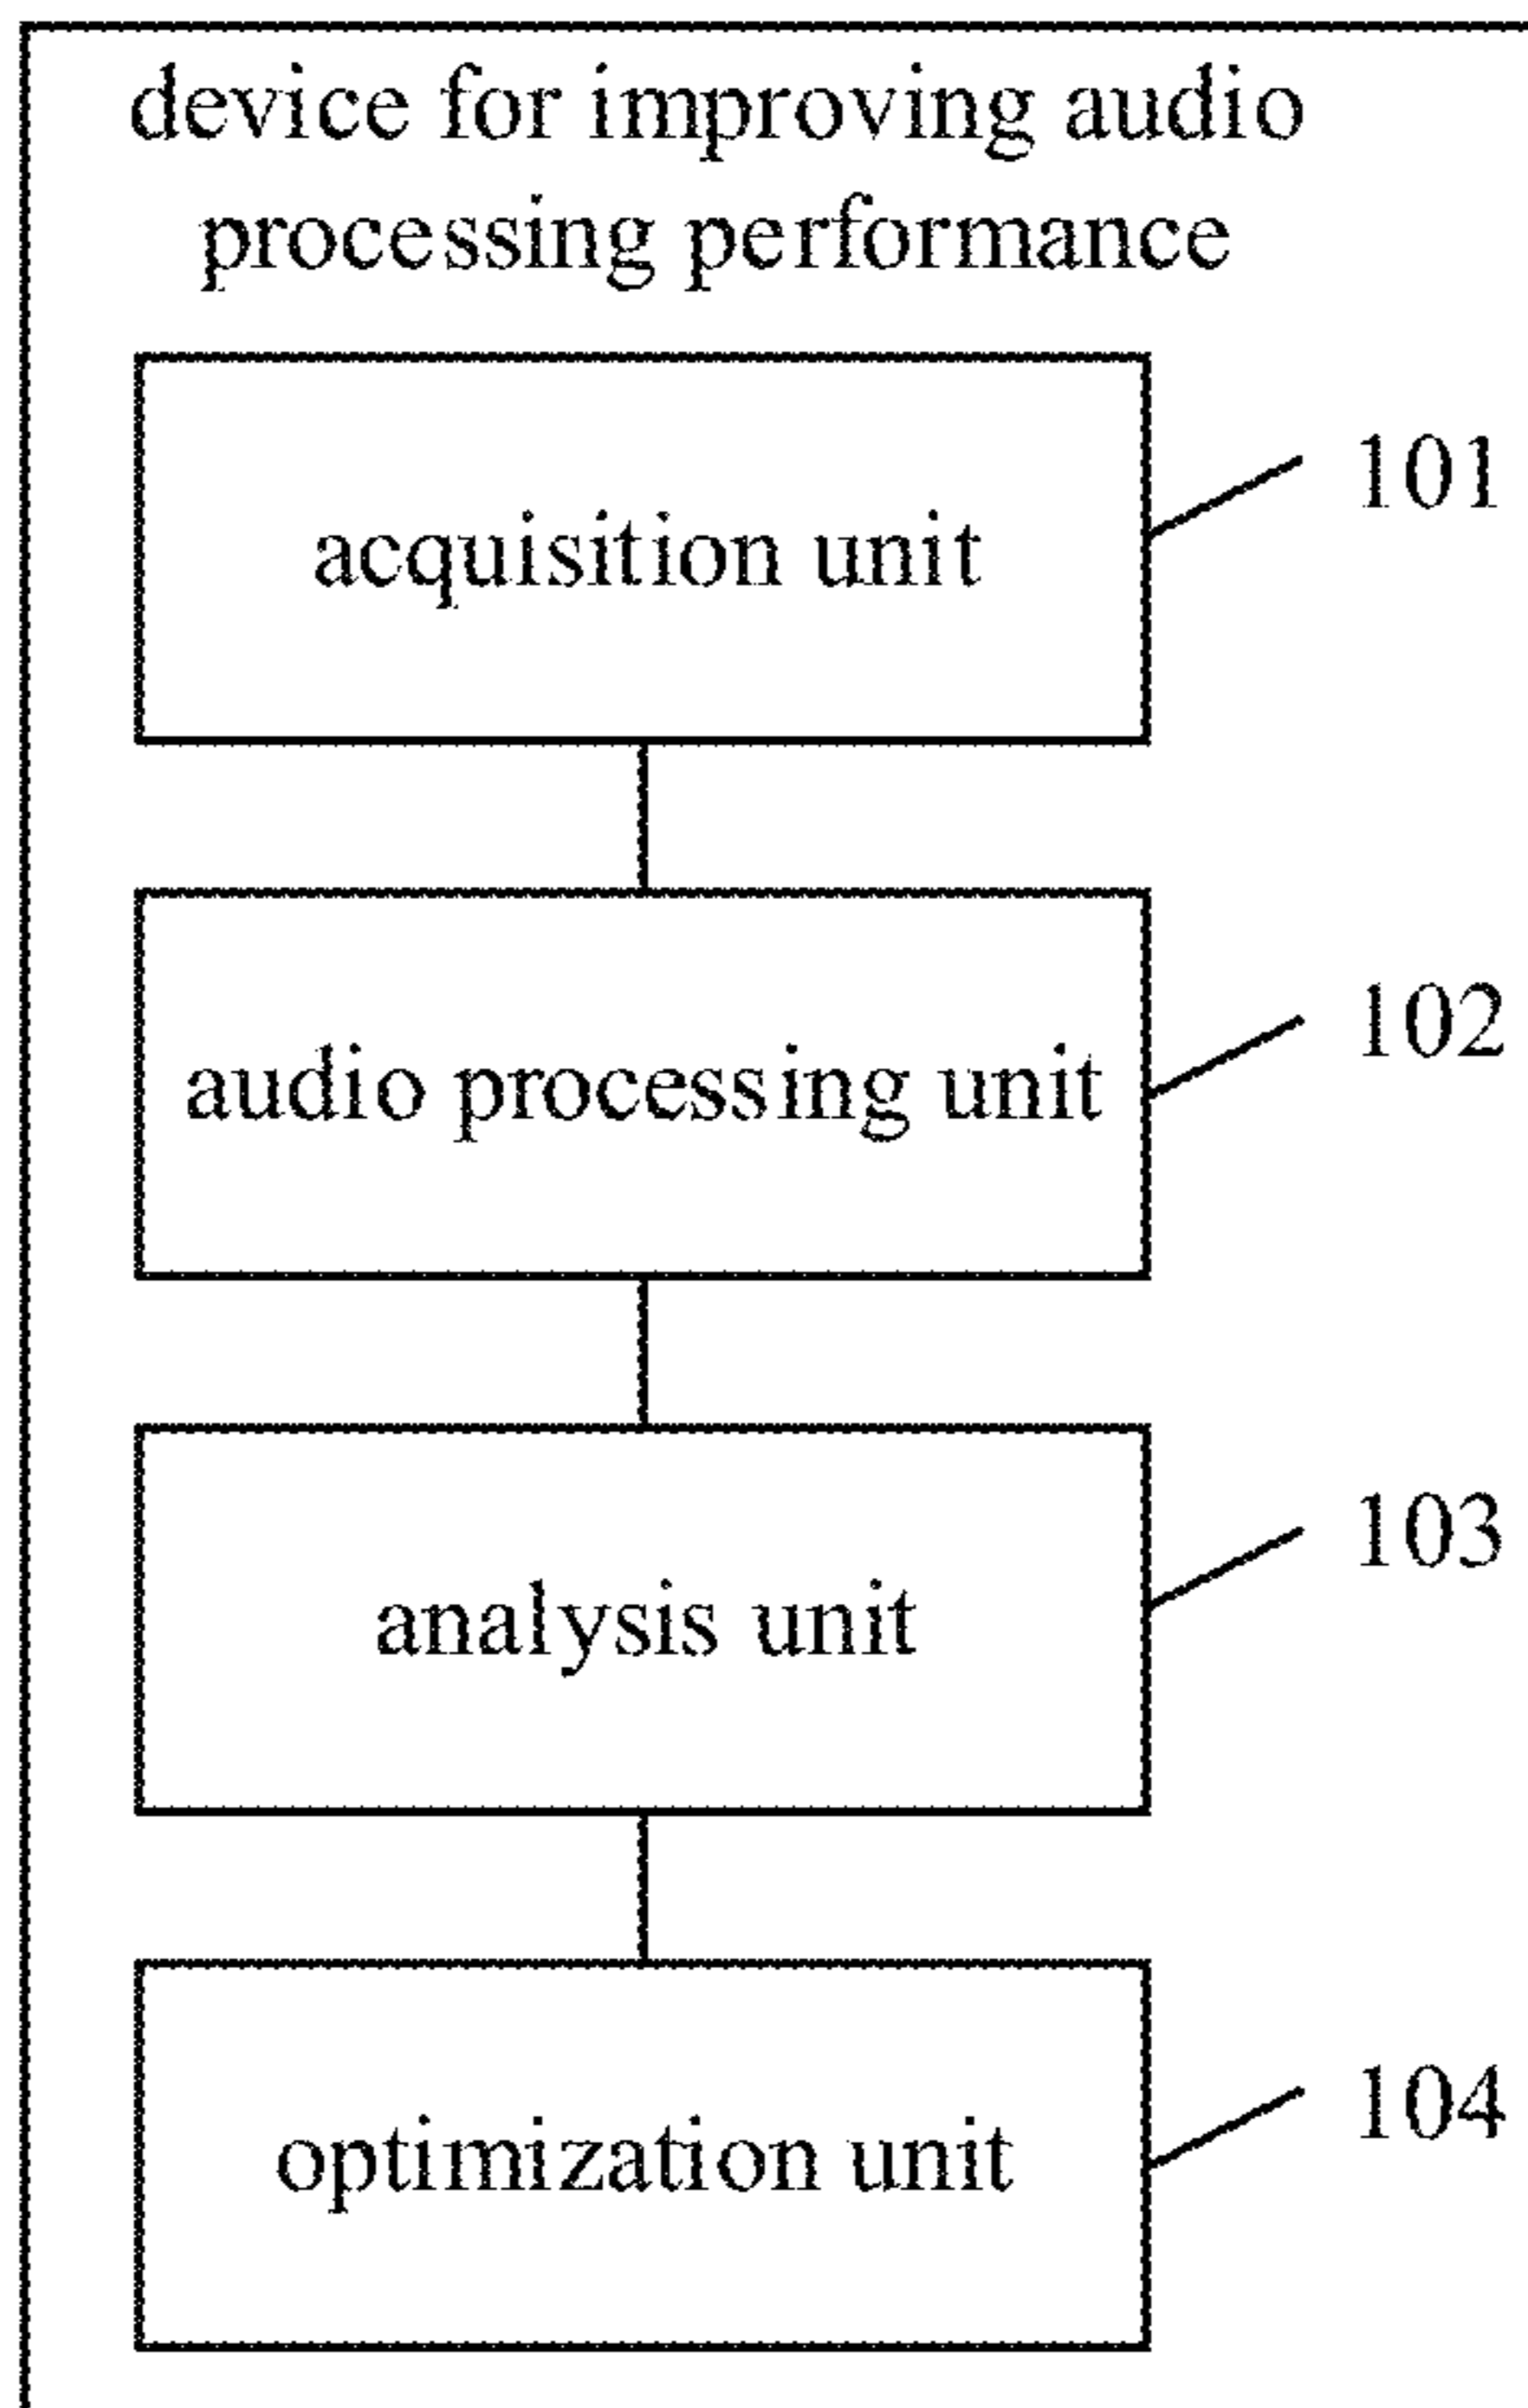 device for improving audio
processing performance
101
acquisition unit
102
audio processing unit
103
analysis unit
104
optimization unit